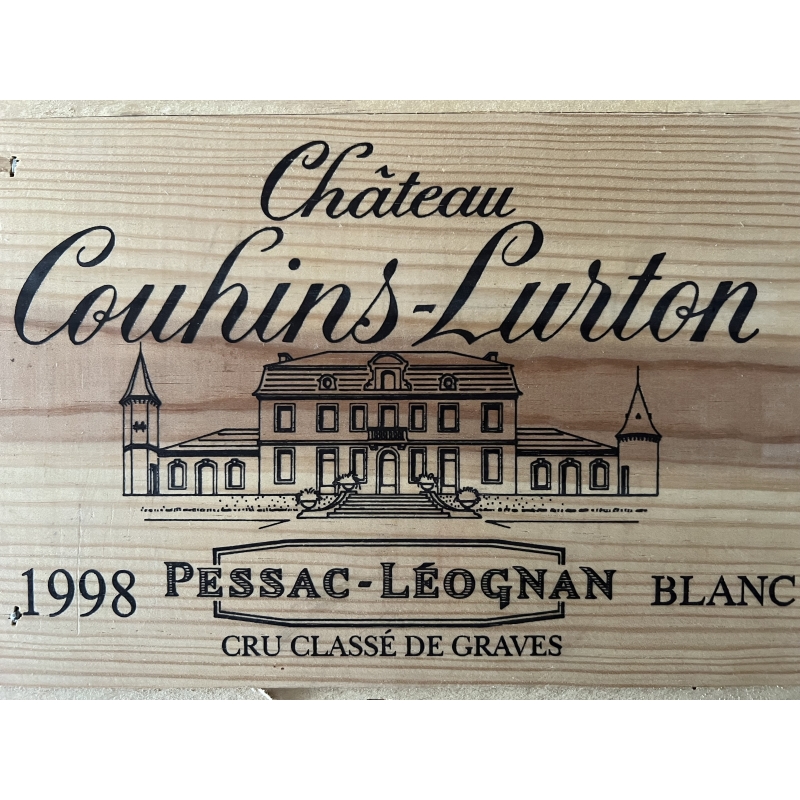 Château
Couhins-Lurton
1998 PESSAC-LÉOGNAN BLANC
CRU CLASSÉ DE GRAVES